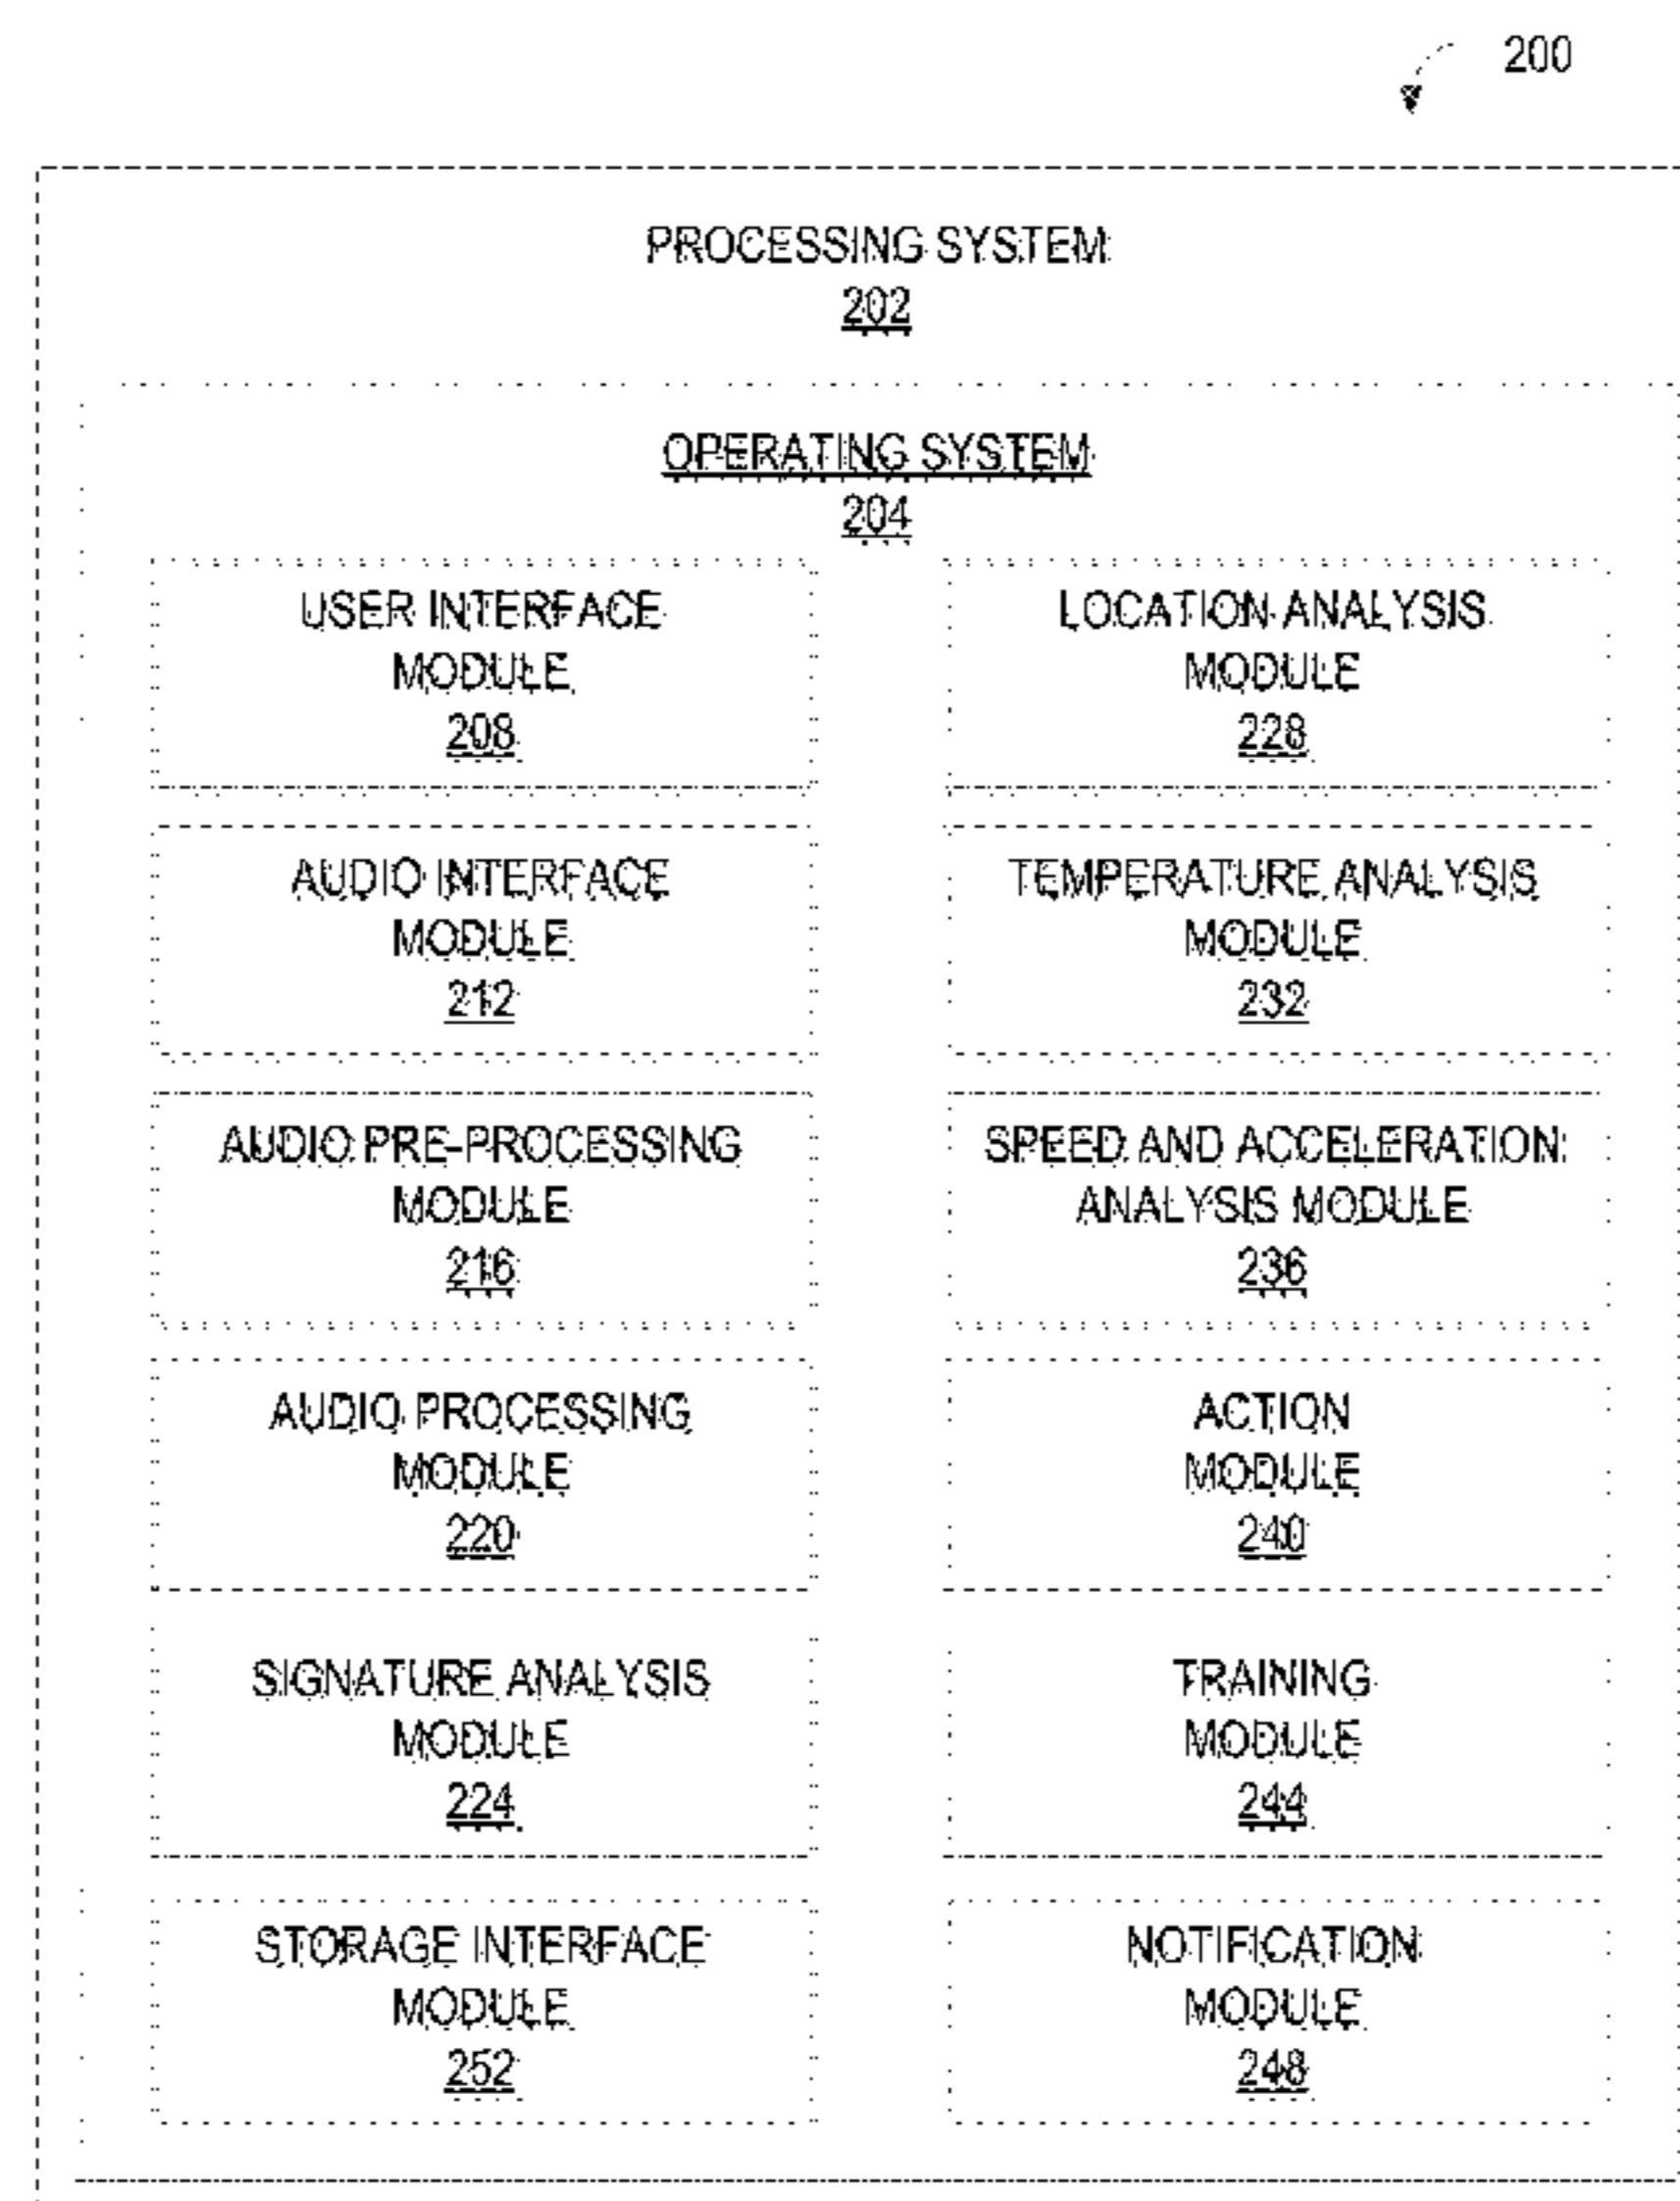 200
PROCESSING SYSTEM
202
OPERATING SYSTEM
204
USER INTERFACE
MODULE
208
LOCATION ANALYSIS
MODULE
228
AUDIO INTERFACE
MODULE
212
TEMPERATURE ANALYSIS
MODULE
232
AUDIO PRE-PROCESSING
MODULE
216
SPEED AND ACCELERATION
ANALYSIS MODULE
236
AUDIO PROCESSING
MODULE
220
ACTION
MODULE
240
SIGNATURE ANALYSIS
MODULE
224
TRAINING
MODULE
244
STORAGE INTERFACE
MODULE
252
NOTIFICATION
MODULE
248